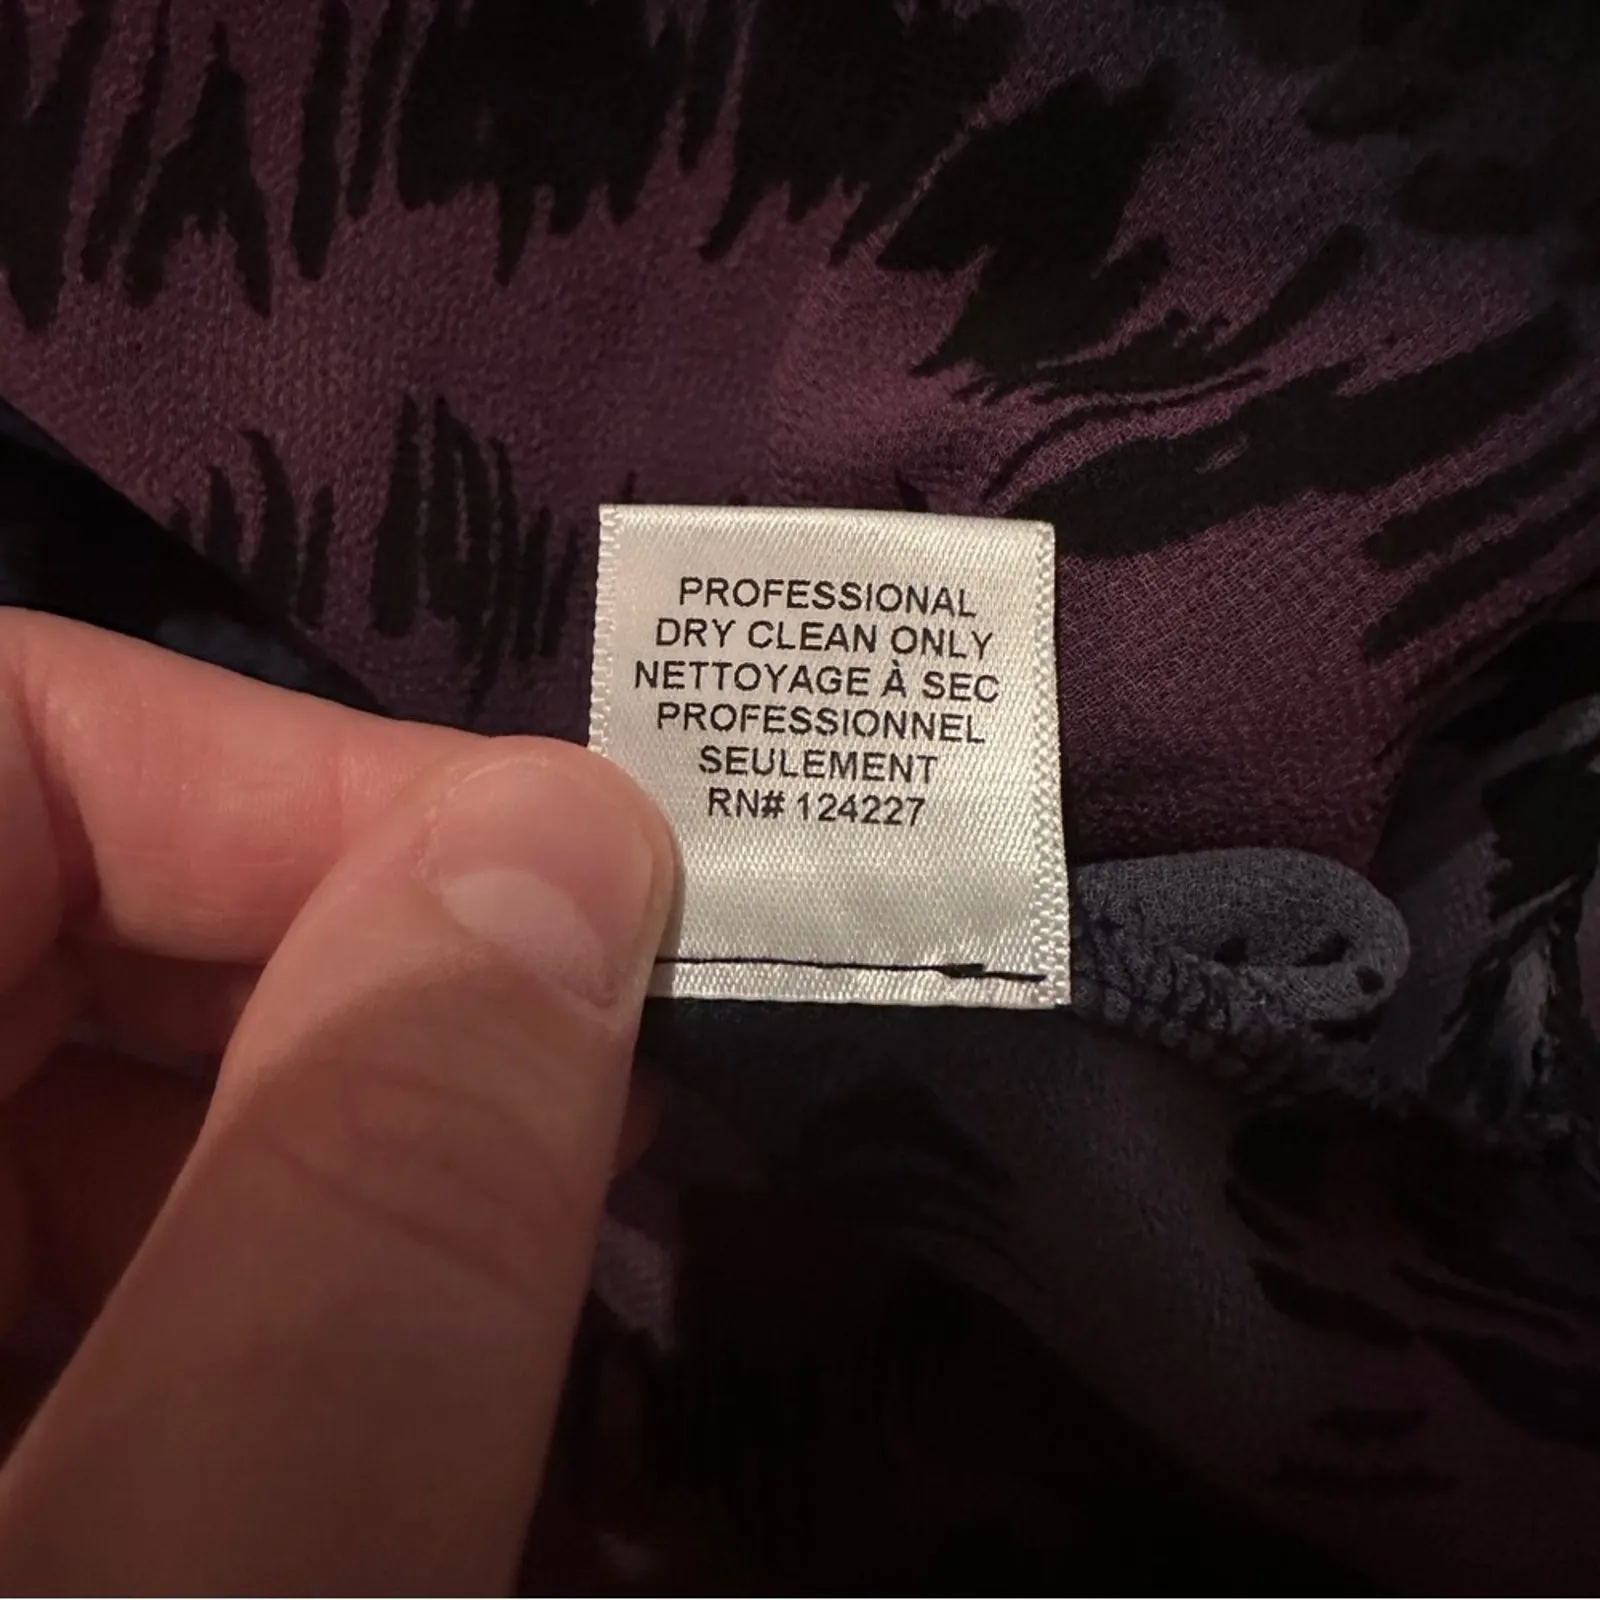 PROFESSIONAL
DRY CLEAN ONLY
NETTOYAGE À SEC
PROFESSIONNEL
SEULEMENT
RN# 124227